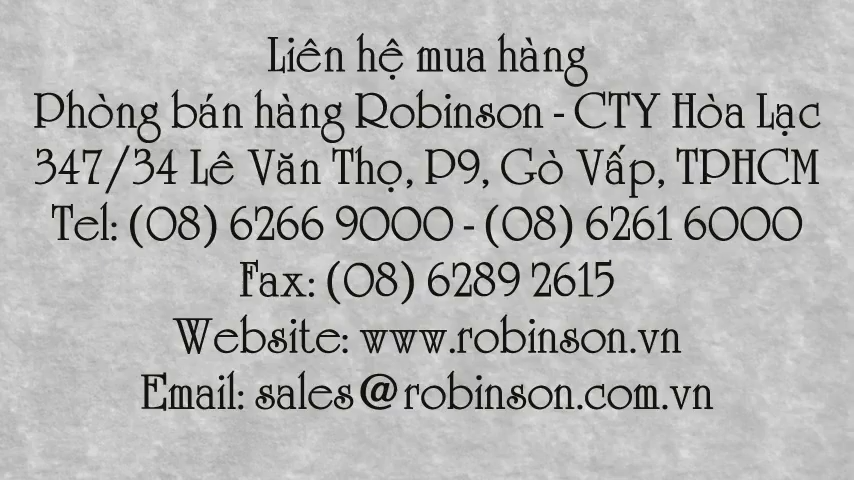 Liên hệ mua hàng
Phòng bán hàng Robinson - CTY Hòa Lạc
347/34 Lê Văn Thọ, P9, Gò Vấp, TPHCM
Tel: (08) 6266 9000 - (08) 6261 6000
Fax: (08) 6289 2615
Website: www.robinson.vn
Email: sales@robinson.com.vn